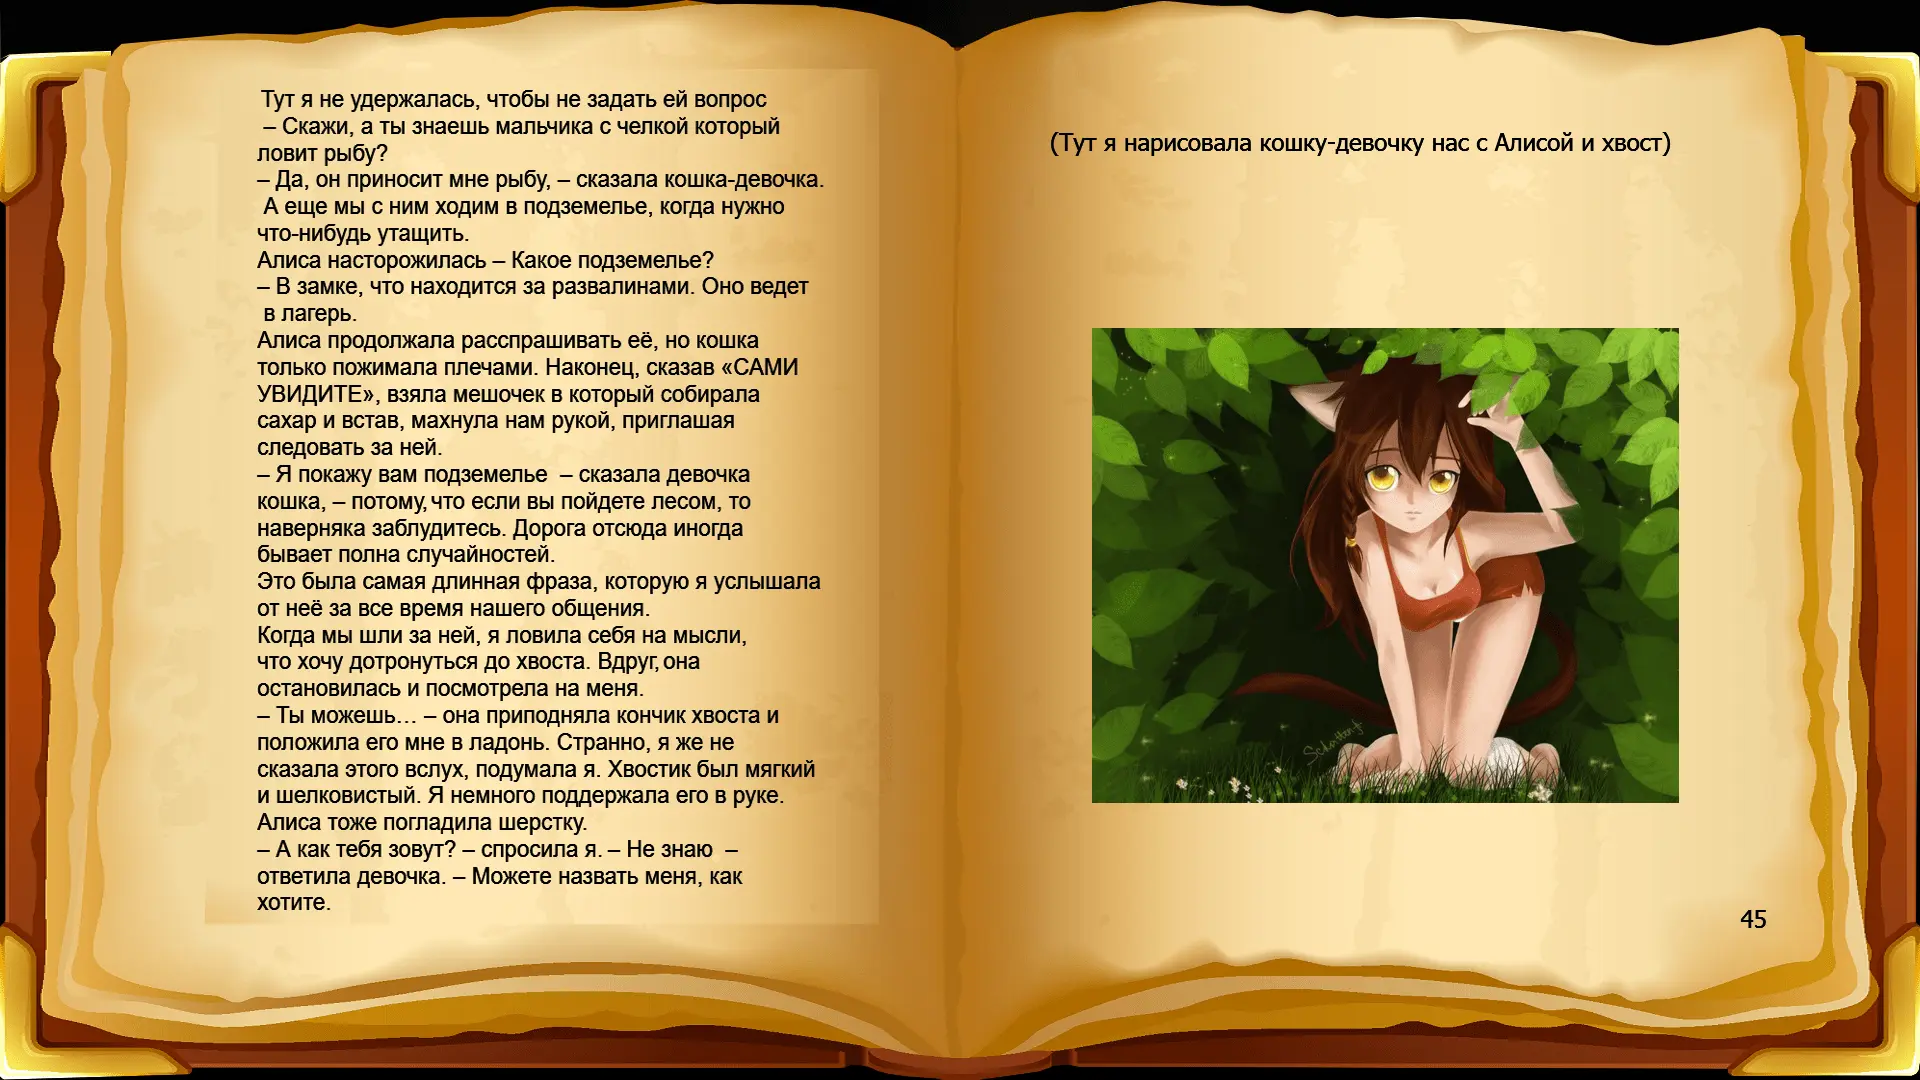 Тут я не удержалась, чтобы не задать ей вопрос
– Скажи, а ты знаешь мальчика с челкой который
ловит рыбу?
– Да, он приносит мне рыбу, – сказала кошка-девочка.
А еще мы с ним ходим в подземелье, когда нужно
что-нибудь утащить.
Алиса насторожилась – Какое подземелье?
– В замке, что находится за развалинами. Оно ведет
в лагерь.
Алиса продолжала расспрашивать её, но кошка
только пожимала плечами. Наконец, сказав «САМИ
УВИДИТЕ», взяла мешочек в который собирала
сахар и встав, махнула нам рукой, приглашая
следовать за ней.
– Я покажу вам подземелье – сказала девочка
кошка, – потому, что если вы пойдете лесом, то
наверняка заблудитесь. Дорога отсюда иногда
бывает полна случайностей.
Это была самая длинная фраза, которую я услышала
от неё за все время нашего общения.
Когда мы шли за ней, я ловила себя на мысли,
что хочу дотронуться до хвоста. Вдруг, она
остановилась и посмотрела на меня.
– Ты можешь… – она приподняла кончик хвоста и
положила его мне в ладонь. Странно, я же не
сказала этого вслух, подумала я. Хвостик был мягкий
и шелковистый. Я немного поддержала его в руке.
Алиса тоже погладила шерстку.
– А как тебя зовут? – спросила я. – Не знаю –
ответила девочка. – Можете назвать меня, как
хотите.
(Тут я нарисовала кошку-девочку нас с Алисой и хвост)
45